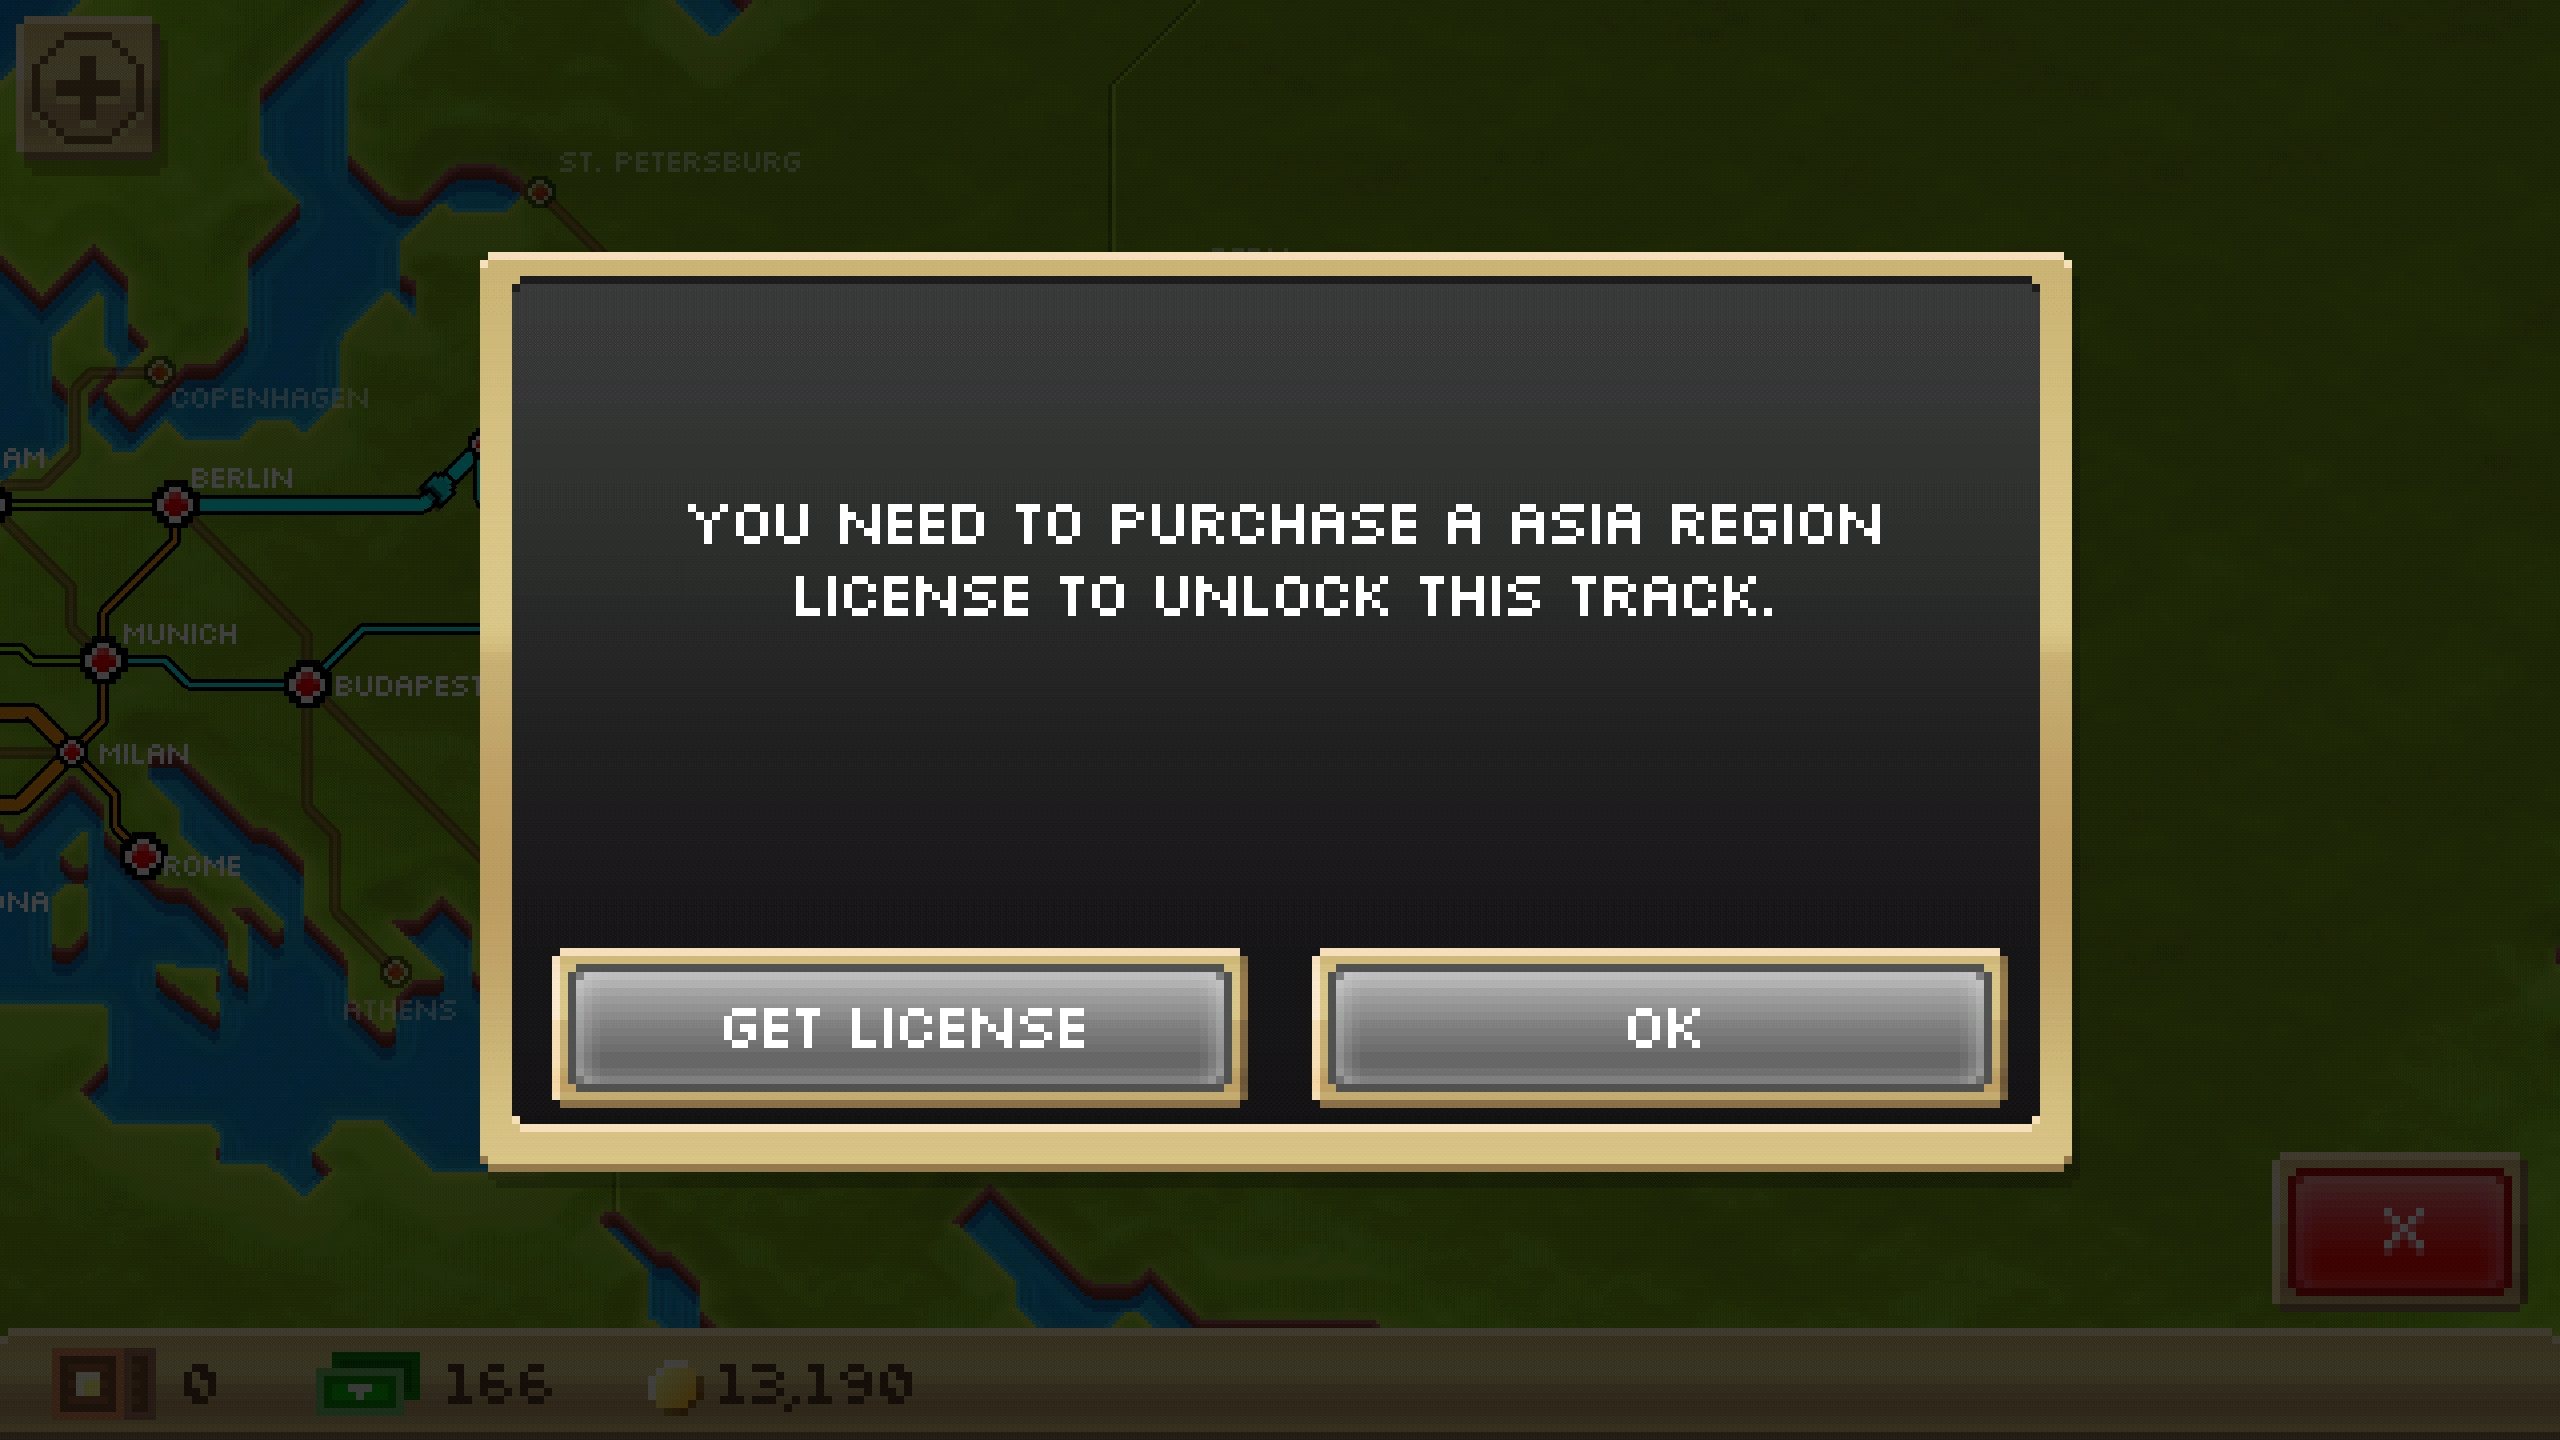 ST. PETERSBURG
COPENHAGEN
AM
BERLIN
YOU NEED TO PURCHASE A ASIA REGION
LICENSE TO UNLOCK THIS TRACK.
MUNICH
BUDAPEST
MILAN
ROME
ONA
ATHENS
GET LICENSE
OK
X
0
166
13,190